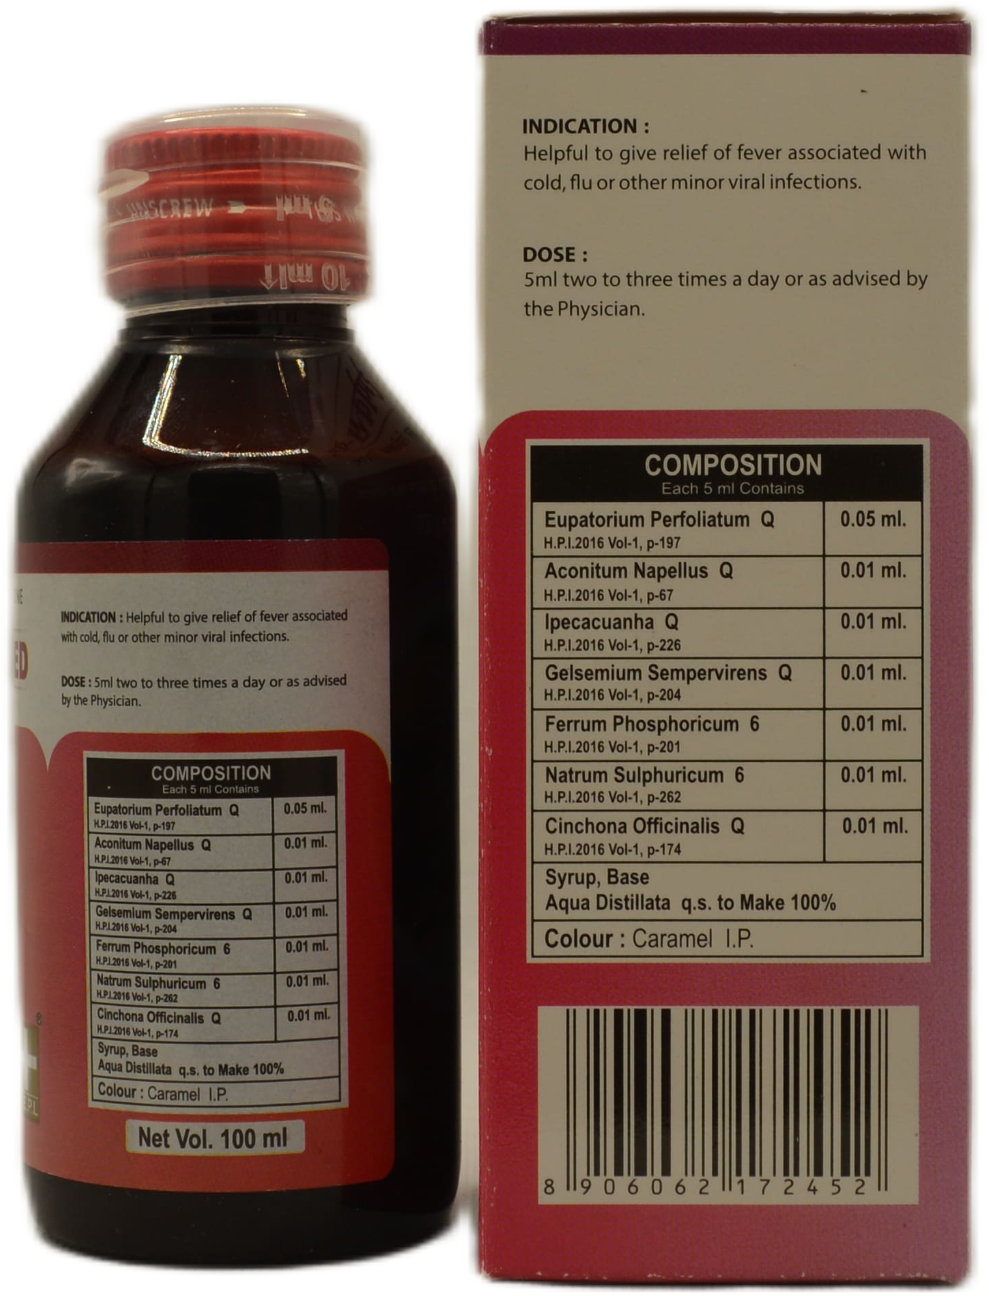 UNSCREW
INDICATION : Helpful to give relief of fever associated
with cold, flu or other minor viral infections.
DOSE : 5ml two to three times a day or as advised
by the Physician.
COMPOSITION
Each 5 ml Contains
Eupatorium Perfoliatum Q 0.05 ml.
H.P.I.2016 Vol-1, p-197
Aconitum Napellus Q 0.01 ml.
H.P.I.2016 Vol-1, p-67
Ipecacuanha Q 0.01 ml.
H.P.I.2016 Vol-1, p-226
Gelsemium Sempervirens Q 0.01 ml.
H.P.I.2016 Vol-1, p-204
Ferrum Phosphoricum 6 0.01 ml.
H.P.I.2016 Vol-1, p-201
Natrum Sulphuricum 6 0.01 ml.
H.P.I.2016 Vol-1, p-262
Cinchona Officinalis Q 0.01 ml.
H.P.I.2016 Vol-1, p-174
Syrup, Base
Aqua Distillata q.s. to Make 100%
Colour : Caramel I.P.
Net Vol. 100 ml
INDICATION :
Helpful to give relief of fever associated with
cold, flu or other minor viral infections.
DOSE :
5ml two to three times a day or as advised by
the Physician.
COMPOSITION
Each 5 ml Contains
Eupatorium Perfoliatum Q 0.05 ml.
H.P.I.2016 Vol-1, p-197
Aconitum Napellus Q 0.01 ml.
H.P.I.2016 Vol-1, p-67
Ipecacuanha Q 0.01 ml.
H.P.I.2016 Vol-1, p-226
Gelsemium Sempervirens Q 0.01 ml.
H.P.I.2016 Vol-1, p-204
Ferrum Phosphoricum 6 0.01 ml.
H.P.I.2016 Vol-1, p-201
Natrum Sulphuricum 6 0.01 ml.
H.P.I.2016 Vol-1, p-262
Cinchona Officinalis Q 0.01 ml.
H.P.I.2016 Vol-1, p-174
Syrup, Base
Aqua Distillata q.s. to Make 100%
Colour : Caramel I.P.
8 906062 172452